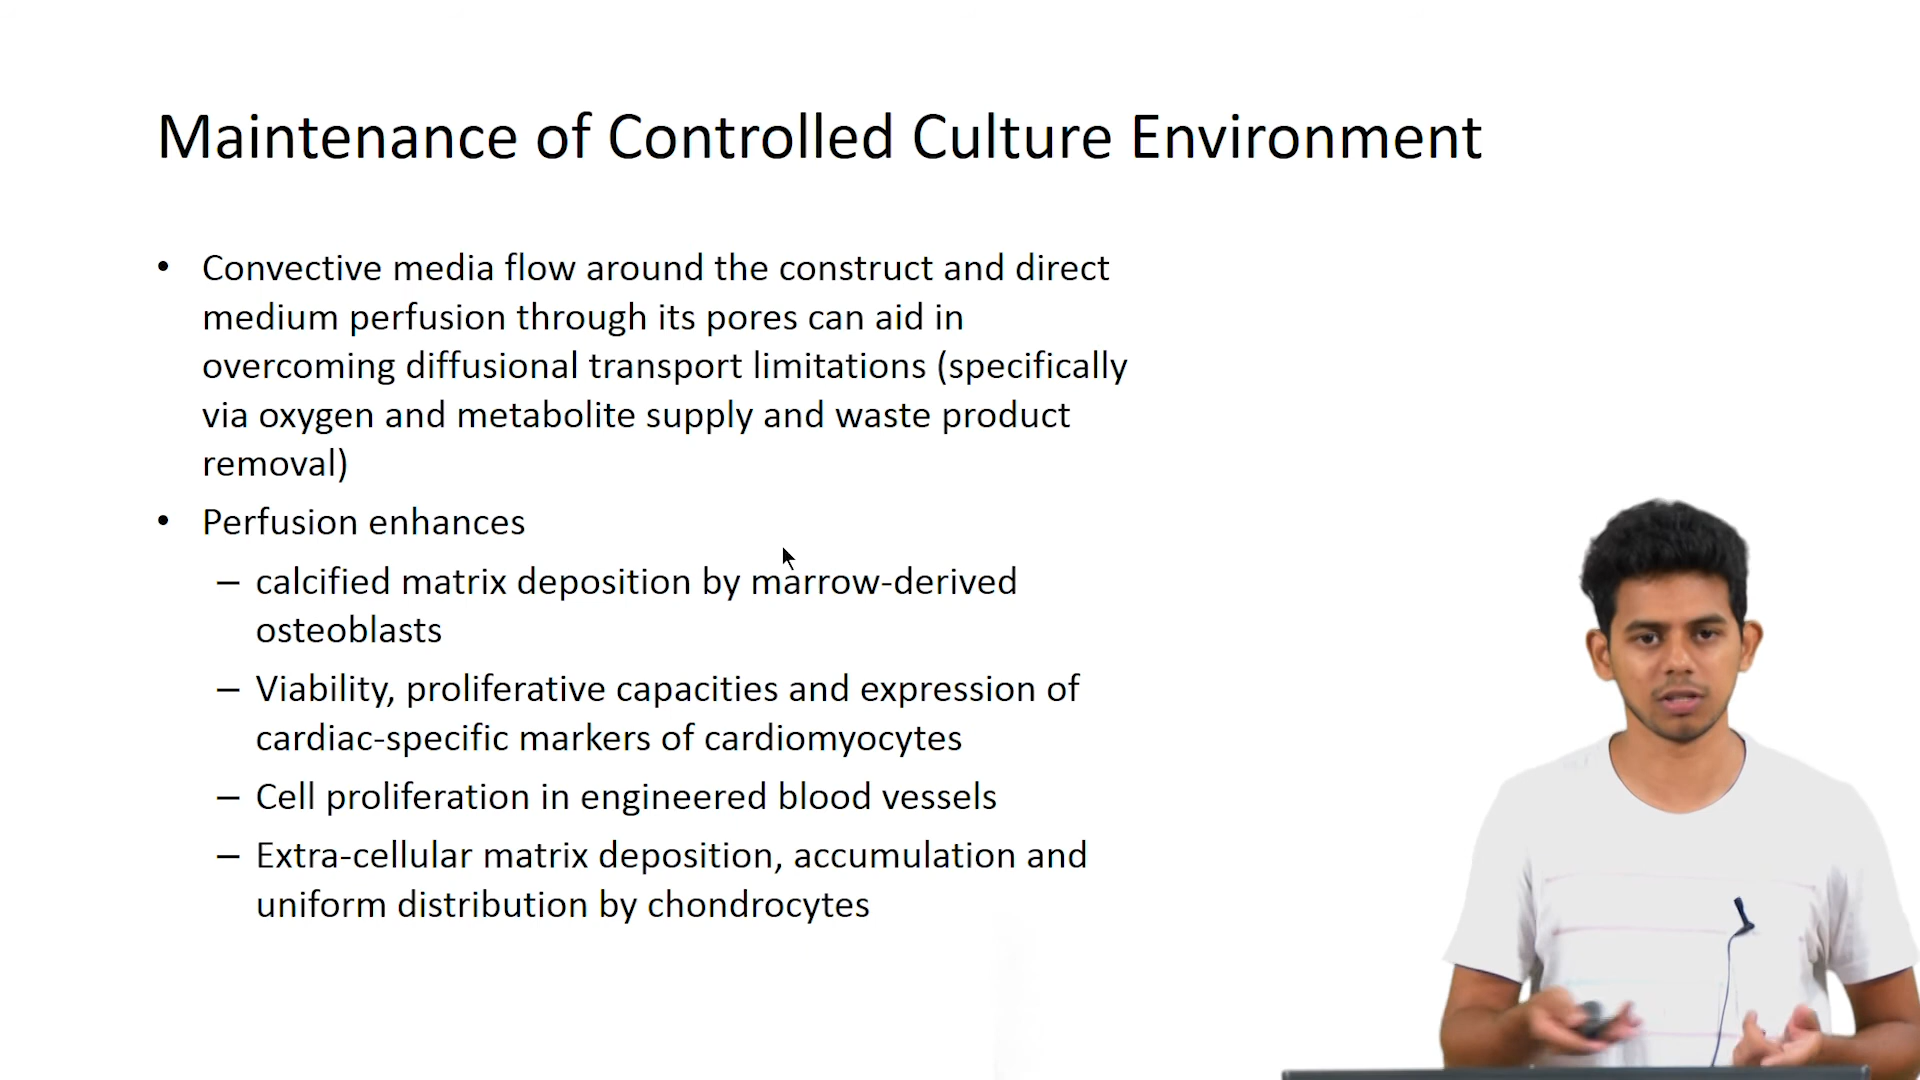 Maintenance of Controlled Culture Environment
• Convective media flow around the construct and direct
medium perfusion through its pores can aid in
overcoming diffusional transport limitations (specifically
via oxygen and metabolite supply and waste product
removal)
• Perfusion enhances
– calcified matrix deposition by marrow-derived
osteoblasts
– Viability, proliferative capacities and expression of
cardiac-specific markers of cardiomyocytes
– Cell proliferation in engineered blood vessels
– Extra-cellular matrix deposition, accumulation and
uniform distribution by chondrocytes